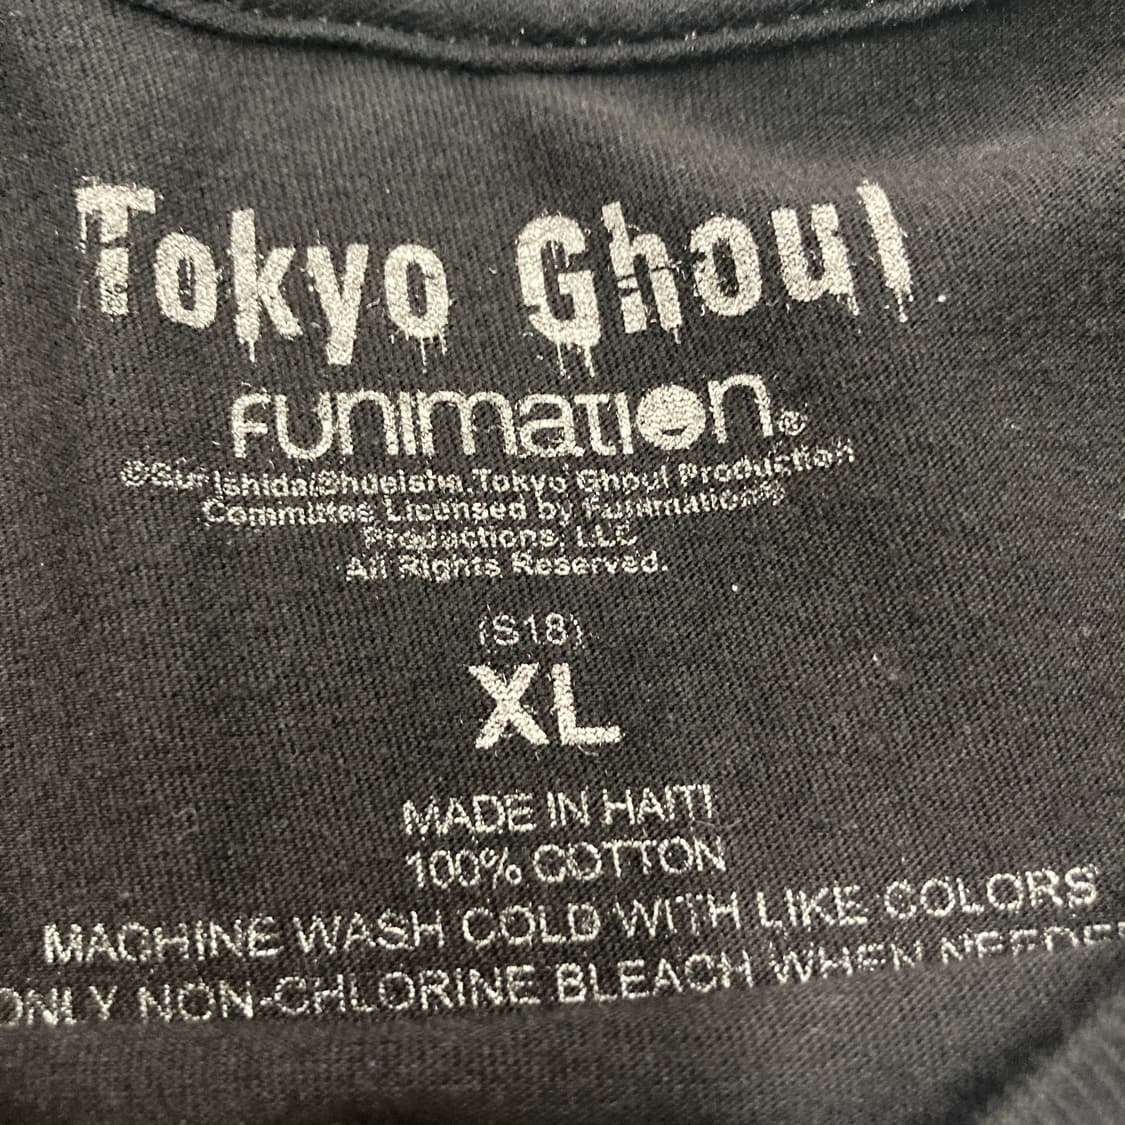 Tokyo Ghoul
FUNIMATION®
©Sui Ishida/Shueisha,Tokyo Ghoul Production
Committee Licensed by Funimation®
Productions, LLC
All Rights Reserved.
(S18)
XL
MADE IN HAITI
100% COTTON
MACHINE WASH COLD WITH LIKE COLORS
ONLY NON-CHLORINE BLEACH WHEN NEEDED